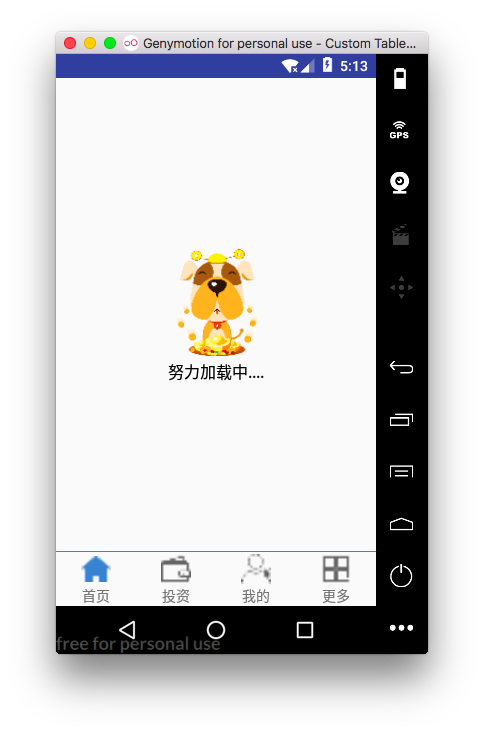 Genymotion for personal use - Custom Table...
5:13
GPS
努力加载中....
首页
投资
我的
更多
free for personal use